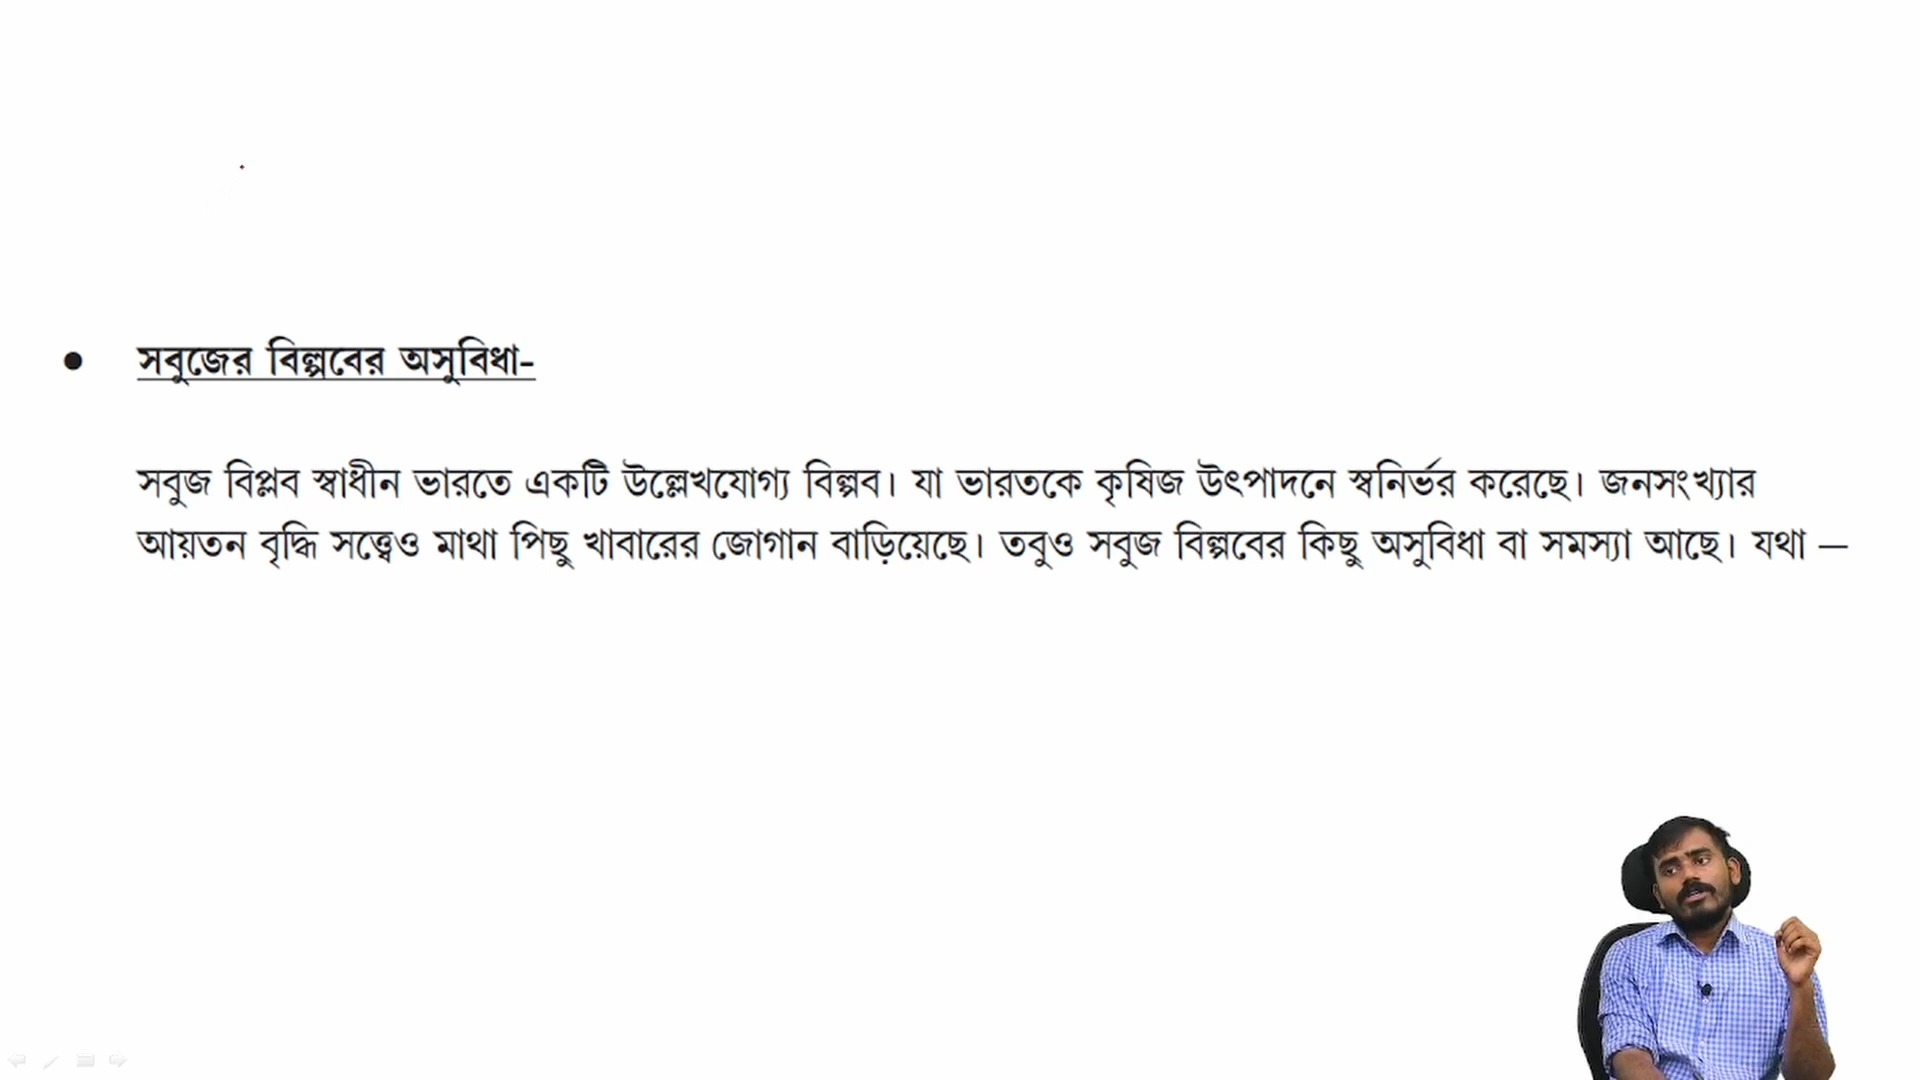 • সবুজের বিল্পবের অসুবিধা-
সবুজ বিপ্লব স্বাধীন ভারতে একটি উল্লেখযোগ্য বিল্পব। যা ভারতকে কৃষিজ উৎপাদনে স্বনির্ভর করেছে। জনসংখ্যার
আয়তন বৃদ্ধি সত্ত্বেও মাথা পিছু খাবারের জোগান বাড়িয়েছে। তবুও সবুজ বিল্পবের কিছু অসুবিধা বা সমস্যা আছে। যথা —